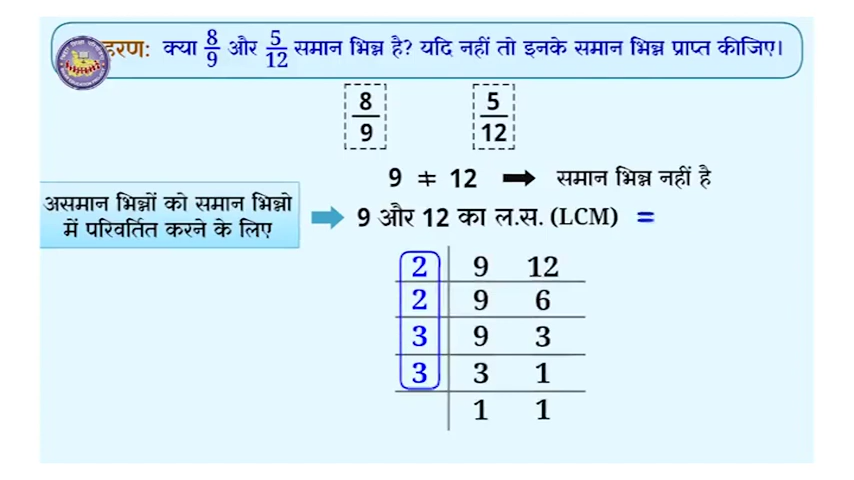 हरण: क्या 8/9 और 5/12 समान भिन्न है? यदि नहीं तो इनके समान भिन्न प्राप्त कीजिए।
8/9 5/12
9 ≠ 12 ➡ समान भिन्न नहीं है
असमान भिन्नों को समान भिन्नो
में परिवर्तित करने के लिए
9 और 12 का ल.स. (LCM) =
2 9 12
2 9 6
3 9 3
3 3 1
1 1